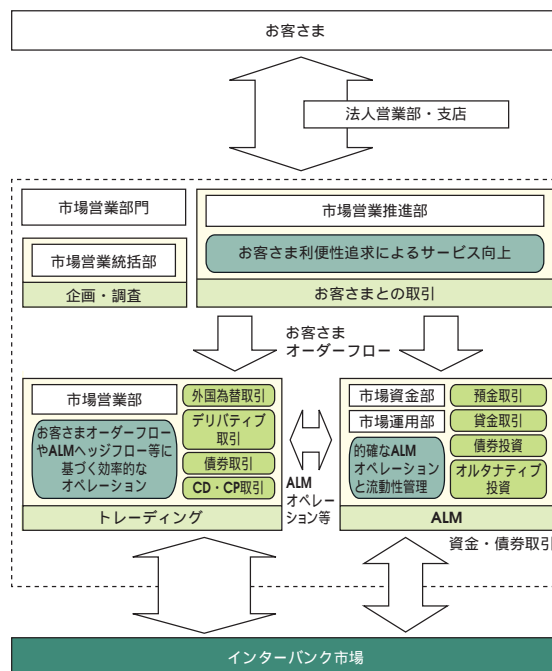 お客さま
法人営業部・支店
市場営業部門
市場営業統括部
企画・調査
市場営業推進部
お客さま利便性追求によるサービス向上
お客さまとの取引
お客さま
オーダーフロー
市場営業部
お客さまオーダーフロー
やALMヘッジフロー等に
基づく効率的な
オペレーション
外国為替取引
デリバティブ
取引
債券取引
CD・CP取引
トレーディング
ALM
オペレー
ション等
市場資金部
市場運用部
的確なALM
オペレーション
と流動性管理
預金取引
貸金取引
債券投資
オルタナティブ
投資
ALM
資金・債券取引
インターバンク市場